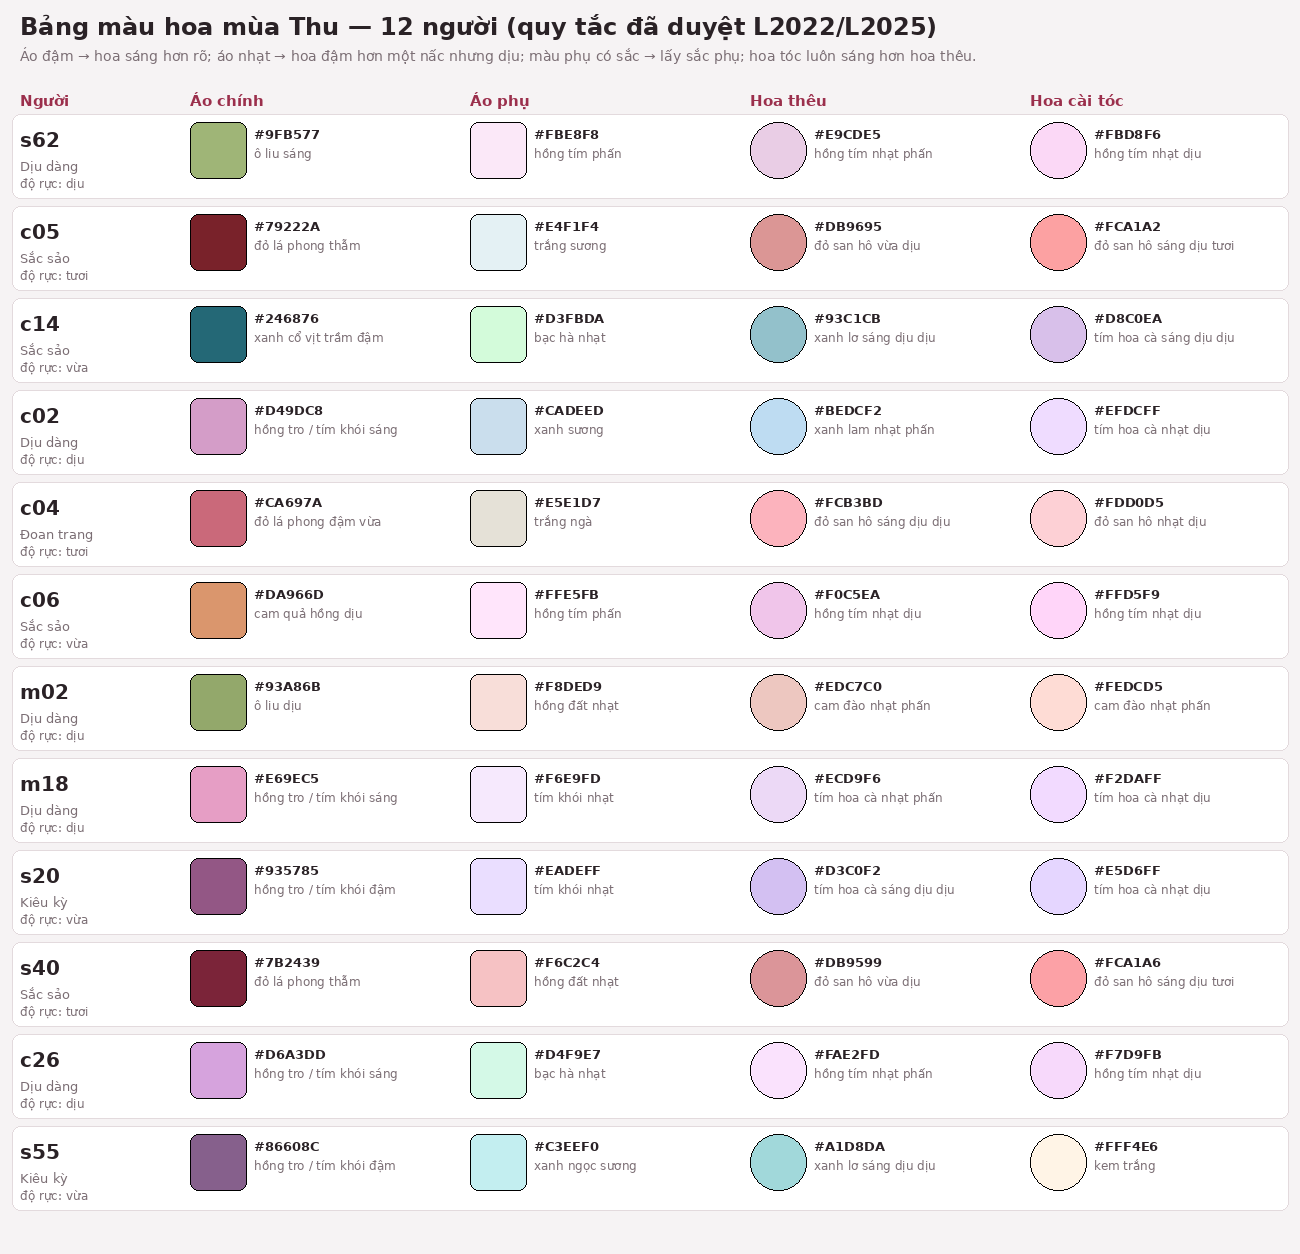 Bảng màu hoa mùa Thu — 12 người (quy tắc đã duyệt L2022/L2025)
Áo đậm → hoa sáng hơn rõ; áo nhạt → hoa đậm hơn một nấc nhưng dịu; màu phụ có sắc → lấy sắc phụ; hoa tóc luôn sáng hơn hoa thêu.
Người Áo chính Áo phụ Hoa thêu Hoa cài tóc
s62 #9FB577 #FBE8F8 #E9CDE5 #FBD8F6
ô liu sáng hồng tím phấn hồng tím nhạt phấn hồng tím nhạt dịu
Dịu dàng
độ rực: dịu
c05 #79222A #E4F1F4 #DB9695 #FCA1A2
đỏ lá phong thẫm trắng sương đỏ san hô vừa dịu đỏ san hô sáng dịu tươi
Sắc sảo
độ rực: tươi
c14 #246876 #D3FBDA #93C1CB #D8C0EA
xanh cổ vịt trầm đậm bạc hà nhạt xanh lơ sáng dịu dịu tím hoa cà sáng dịu dịu
Sắc sảo
độ rực: vừa
c02 #D49DC8 #CADEED #BEDCF2 #EFDCFF
hồng tro / tím khói sáng xanh sương xanh lam nhạt phấn tím hoa cà nhạt dịu
Dịu dàng
độ rực: dịu
c04 #CA697A #E5E1D7 #FCB3BD #FDD0D5
đỏ lá phong đậm vừa trắng ngà đỏ san hô sáng dịu dịu đỏ san hô nhạt dịu
Đoan trang
độ rực: tươi
c06 #DA966D #FFE5FB #F0C5EA #FFD5F9
cam quả hồng dịu hồng tím phấn hồng tím nhạt dịu hồng tím nhạt dịu
Sắc sảo
độ rực: vừa
m02 #93A86B #F8DED9 #EDC7C0 #FEDCD5
ô liu dịu hồng đất nhạt cam đào nhạt phấn cam đào nhạt phấn
Dịu dàng
độ rực: dịu
m18 #E69EC5 #F6E9FD #ECD9F6 #F2DAFF
hồng tro / tím khói sáng tím khói nhạt tím hoa cà nhạt phấn tím hoa cà nhạt dịu
Dịu dàng
độ rực: dịu
s20 #935785 #EADEFF #D3C0F2 #E5D6FF
hồng tro / tím khói đậm tím khói nhạt tím hoa cà sáng dịu dịu tím hoa cà nhạt dịu
Kiêu kỳ
độ rực: vừa
s40 #7B2439 #F6C2C4 #DB9599 #FCA1A6
đỏ lá phong thẫm hồng đất nhạt đỏ san hô vừa dịu đỏ san hô sáng dịu tươi
Sắc sảo
độ rực: tươi
c26 #D6A3DD #D4F9E7 #FAE2FD #F7D9FB
hồng tro / tím khói sáng bạc hà nhạt hồng tím nhạt phấn hồng tím nhạt dịu
Dịu dàng
độ rực: dịu
s55 #86608C #C3EEF0 #A1D8DA #FFF4E6
hồng tro / tím khói đậm xanh ngọc sương xanh lơ sáng dịu dịu kem trắng
Kiêu kỳ
độ rực: vừa